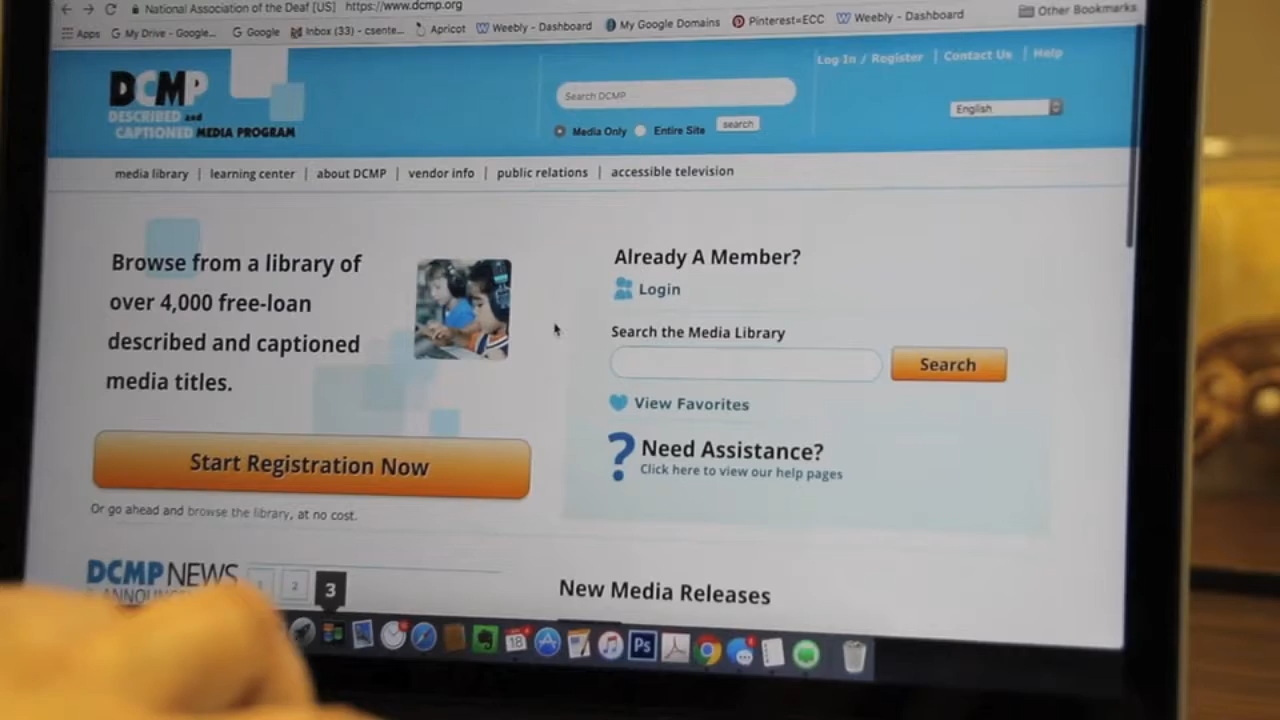 National Association of the Deaf [US] https://www.dcmp.org
Apps My Drive - Google... Google Inbox (33) - csente... Apricot Weebly - Dashboard My Google Domains Pinterest=ECC Weebly - Dashboard Other Bookmarks
Log In / Register | Contact Us | Help
DCMP
DESCRIBED and
CAPTIONED MEDIA PROGRAM
Search DCMP
English
Media Only Entire Site search
media library | learning center | about DCMP | vendor info | public relations | accessible television
Browse from a library of
over 4,000 free-loan
described and captioned
media titles.
Already A Member?
Login
Search the Media Library
Search
View Favorites
? Need Assistance?
Click here to view our help pages
Start Registration Now
Or go ahead and browse the library, at no cost.
DCMP NEWS
1 2 3
New Media Releases
18
Ps